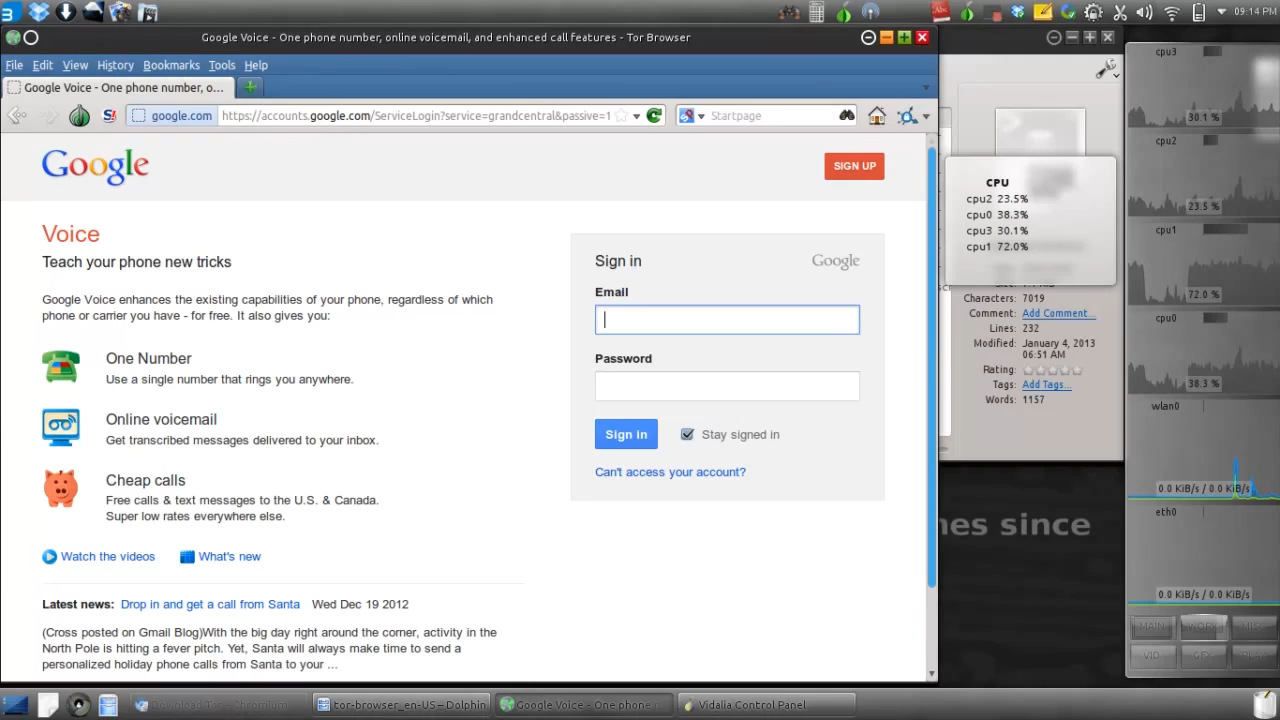 09:14 PM
Google Voice - One phone number, online voicemail, and enhanced call features - Tor Browser
File Edit View History Bookmarks Tools Help
Google Voice - One phone number, o...
google.com https://accounts.google.com/ServiceLogin?service=grandcentral&passive=1
Startpage
Google
SIGN UP
Voice
Teach your phone new tricks
Google Voice enhances the existing capabilities of your phone, regardless of which
phone or carrier you have - for free. It also gives you:
One Number
Use a single number that rings you anywhere.
Online voicemail
Get transcribed messages delivered to your inbox.
Cheap calls
Free calls & text messages to the U.S. & Canada.
Super low rates everywhere else.
Watch the videos What's new
Latest news: Drop in and get a call from Santa Wed Dec 19 2012
(Cross posted on Gmail Blog)With the big day right around the corner, activity in the
North Pole is hitting a fever pitch. Yet, Santa will always make time to send a
personalized holiday phone calls from Santa to your ...
Sign in Google
Email
Password
Sign in Stay signed in
Can't access your account?
CPU
cpu2 23.5%
cpu0 38.3%
cpu3 30.1%
cpu1 72.0%
Characters: 7019
Comment: Add Comment...
Lines: 232
Modified: January 4, 2013
06:51 AM
Rating:
Tags: Add Tags...
Words: 1157
nes since
cpu3
30.1 %
cpu2
23.5 %
cpu1
72.0 %
cpu0
38.3 %
wlan0
0.0 KiB/s / 0.0 KiB/s
eth0
0.0 KiB/s / 0.0 KiB/s
MAIN
VID
Download Tor - Chromium
tor-browser_en-US – Dolphin
Google Voice - One phone
Vidalia Control Panel